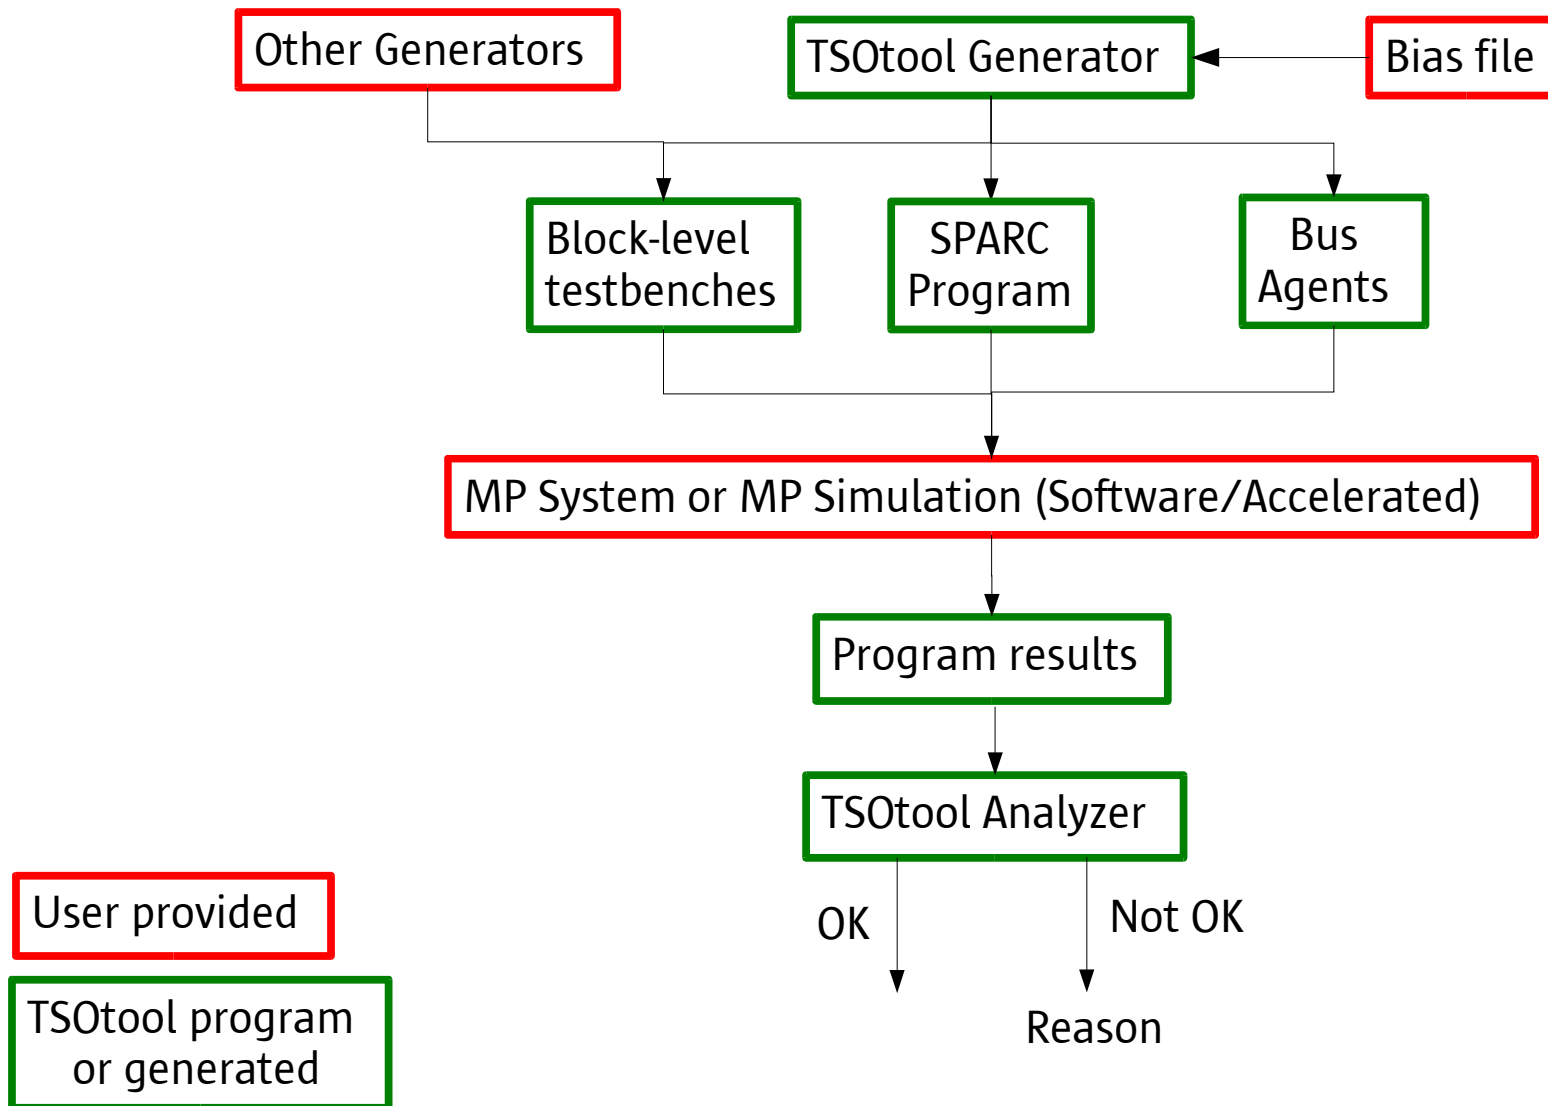 Other Generators
TSOtool Generator
Bias file
Block-level
testbenches
SPARC
Program
Bus
Agents
MP System or MP Simulation (Software/Accelerated)
Program results
TSOtool Analyzer
OK
Not OK
Reason
User provided
TSOtool program
or generated